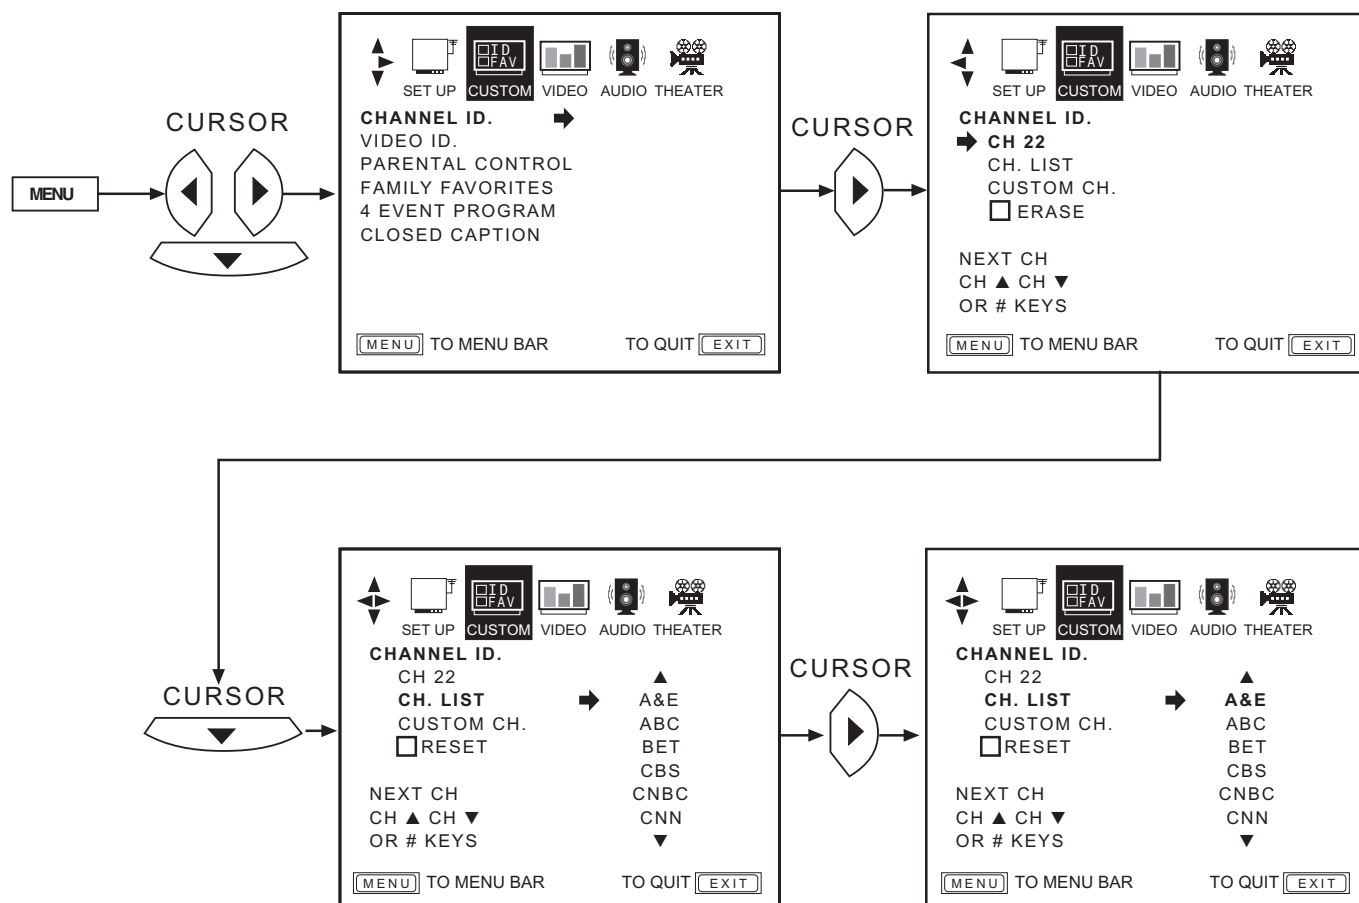 MENU
CURSOR
ID
FAV
SET UP CUSTOM VIDEO AUDIO THEATER
CHANNEL ID.
VIDEO ID.
PARENTAL CONTROL
FAMILY FAVORITES
4 EVENT PROGRAM
CLOSED CAPTION
MENU TO MENU BAR TO QUIT EXIT
CURSOR
ID
FAV
SET UP CUSTOM VIDEO AUDIO THEATER
CHANNEL ID.
CH 22
CH. LIST
CUSTOM CH.
ERASE
NEXT CH
CH ▲ CH ▼
OR # KEYS
MENU TO MENU BAR TO QUIT EXIT
CURSOR
ID
FAV
SET UP CUSTOM VIDEO AUDIO THEATER
CHANNEL ID.
CH 22
CH. LIST A&E
CUSTOM CH. ABC
RESET BET
CBS
NEXT CH CNBC
CH ▲ CH ▼ CNN
OR # KEYS
MENU TO MENU BAR TO QUIT EXIT
CURSOR
ID
FAV
SET UP CUSTOM VIDEO AUDIO THEATER
CHANNEL ID.
CH 22
CH. LIST A&E
CUSTOM CH. ABC
RESET BET
CBS
NEXT CH CNBC
CH ▲ CH ▼ CNN
OR # KEYS
MENU TO MENU BAR TO QUIT EXIT